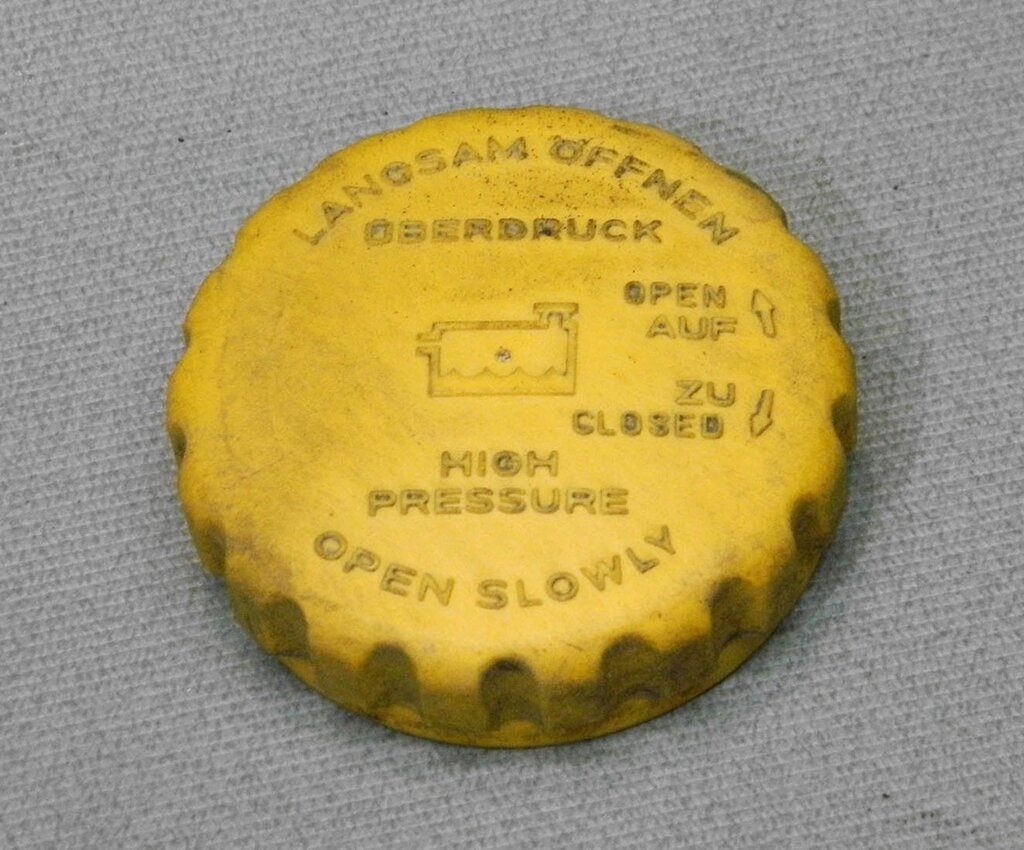 LANGSAM ÖFFNEN
ÜBERDRUCK
OPEN
AUF
ZU
CLOSED
HIGH
PRESSURE
OPEN SLOWLY